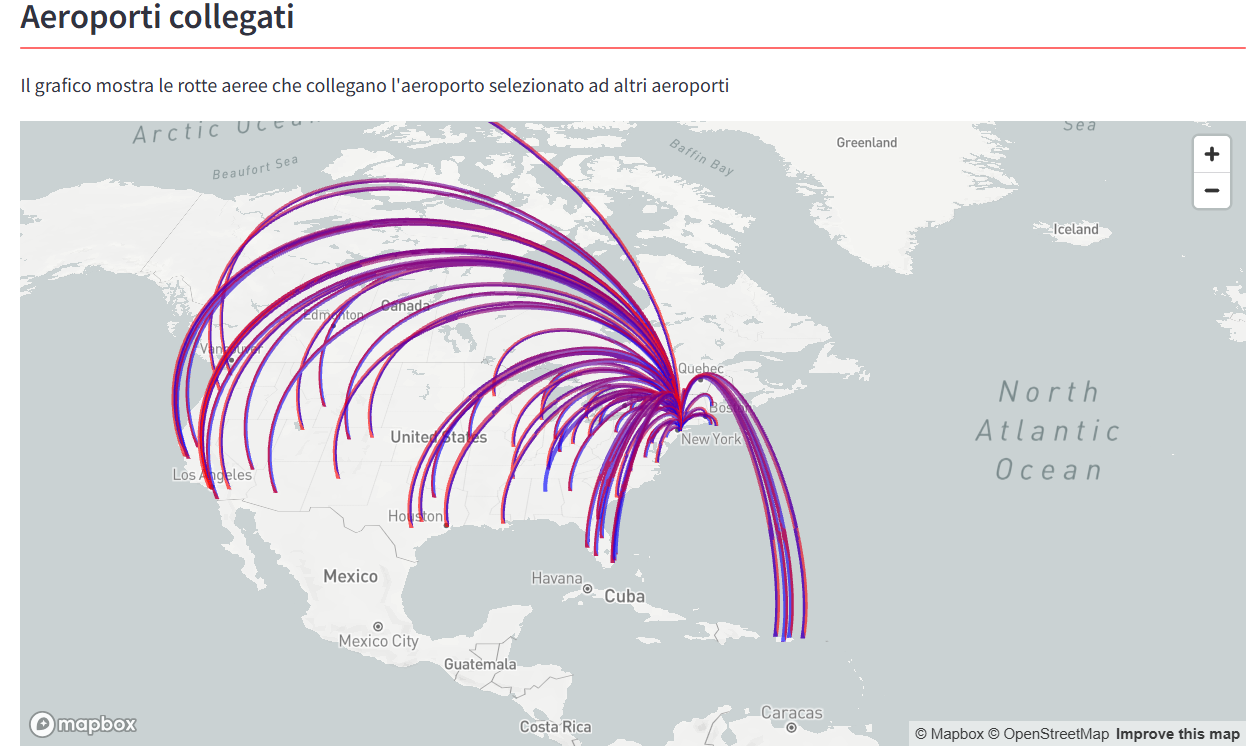 Aeroporti collegati
Il grafico mostra le rotte aeree che collegano l'aeroporto selezionato ad altri aeroporti
Arctic Ocean
Sea
Beaufort Sea
Baffin Bay
Greenland
+
−
Iceland
Canada
Edmonton
Vancouver
Quebec
North
Atlantic
Ocean
Boston
United States
New York
Los Angeles
Houston
Mexico
Havana
Cuba
Mexico City
Guatemala
Caracas
Costa Rica
mapbox
© Mapbox © OpenStreetMap Improve this map